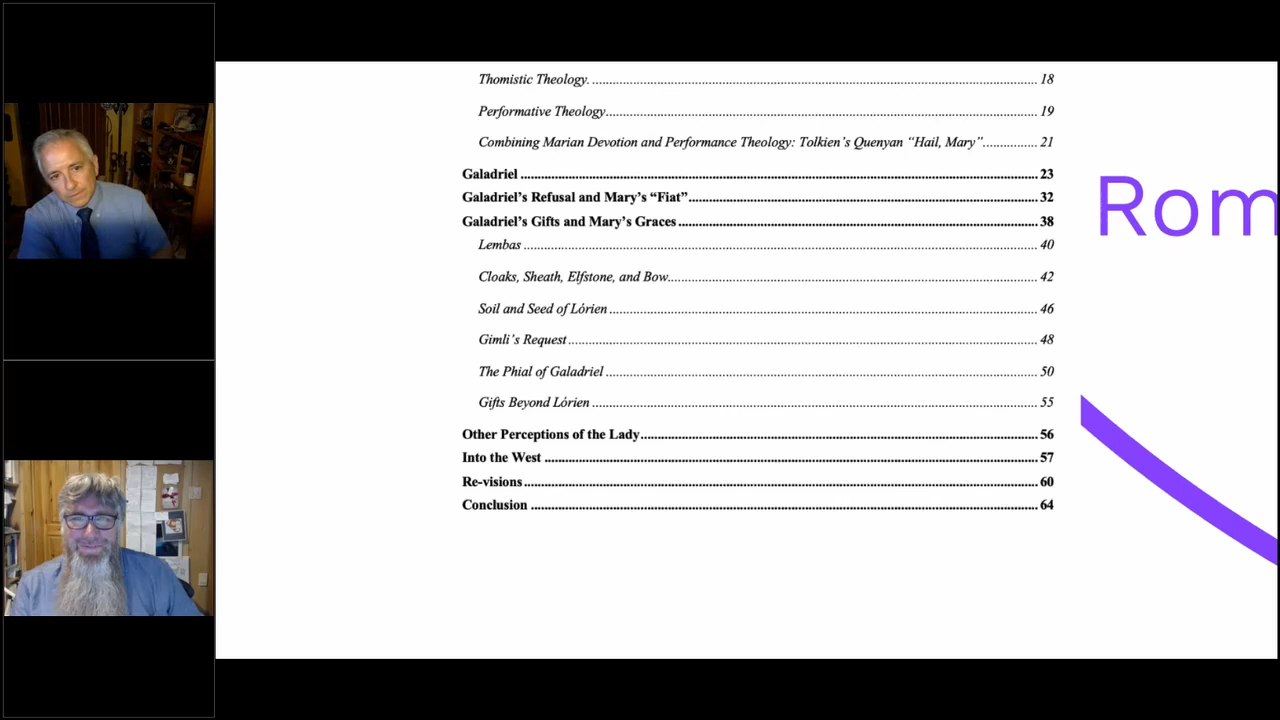 Thomistic Theology. .......... 18
Performative Theology.......... 19
Combining Marian Devotion and Performance Theology: Tolkien's Quenyan “Hail, Mary”.......... 21
Galadriel .......... 23
Galadriel's Refusal and Mary's “Fiat”.......... 32
Galadriel's Gifts and Mary's Graces .......... 38
Lembas .......... 40
Cloaks, Sheath, Elfstone, and Bow.......... 42
Soil and Seed of Lórien .......... 46
Gimli's Request .......... 48
The Phial of Galadriel .......... 50
Gifts Beyond Lórien .......... 55
Other Perceptions of the Lady.......... 56
Into the West .......... 57
Re-visions .......... 60
Conclusion .......... 64
Rom